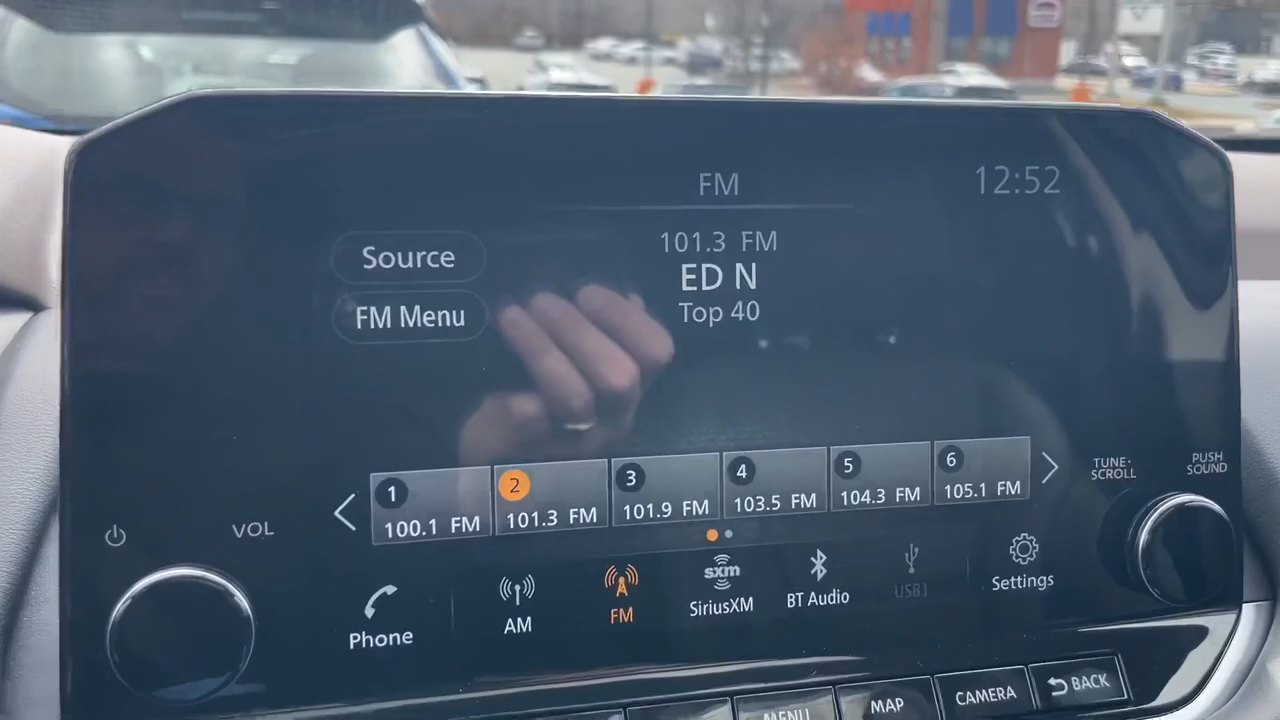 FM
12:52
Source
101.3 FM
ED N
FM Menu
Top 40
1
100.1 FM
2
101.3 FM
3
101.9 FM
4
103.5 FM
5
104.3 FM
6
105.1 FM
TUNE·
SCROLL
PUSH
SOUND
VOL
Phone
AM
FM
sxm
SiriusXM
BT Audio
USB1
Settings
MENU
MAP
CAMERA
BACK